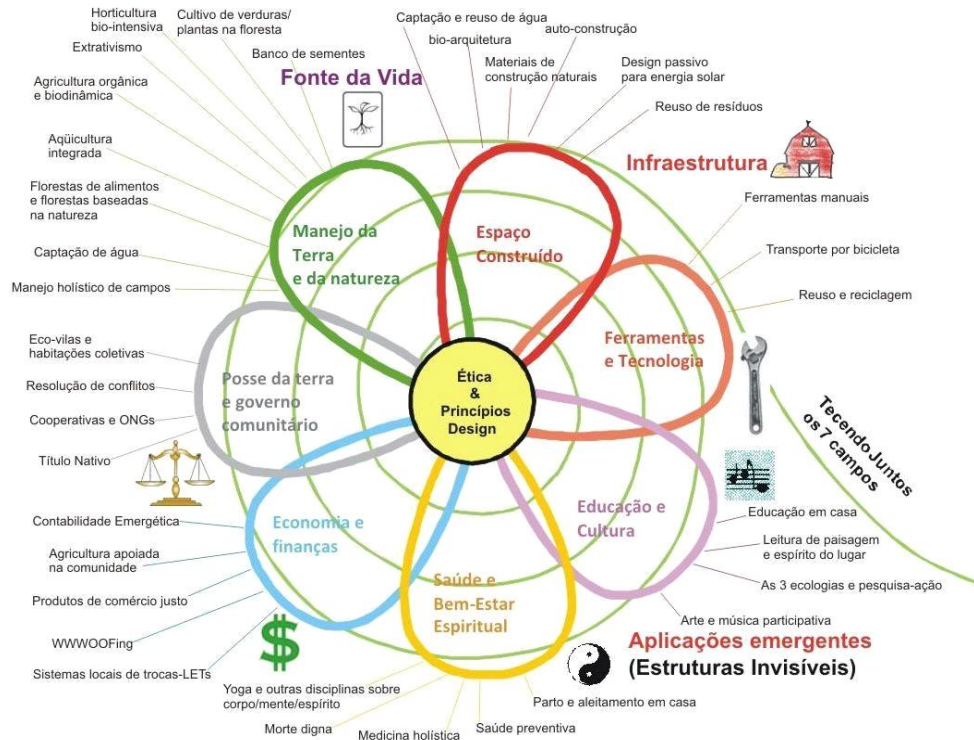 Horticultura
bio-intensiva
Cultivo de verduras/
plantas na floresta
Extrativismo
Banco de sementes
Agricultura orgânica
e biodinâmica
Aqüicultura
integrada
Florestas de alimentos
e florestas baseadas
na natureza
Captação de água
Manejo holístico de campos
Fonte da Vida
Manejo da
Terra
e da natureza
Captação e reuso de água
bio-arquitetura
auto-construção
Materiais de
construção naturais
Design passivo
para energia solar
Reuso de resíduos
Infraestrutura
Espaço
Construído
Ferramentas manuais
Transporte por bicicleta
Reuso e reciclagem
Ferramentas
e Tecnologia
Tecendo Juntos
os 7 campos
Ética
&
Princípios
Design
Eco-vilas e
habitações coletivas
Resolução de conflitos
Cooperativas e ONGs
Título Nativo
Posse da terra
e governo
comunitário
Contabilidade Emergética
Agricultura apoiada
na comunidade
Produtos de comércio justo
WWWOOFing
Sistemas locais de trocas-LETs
Economia e
finanças
$
Educação e
Cultura
Educação em casa
Leitura de paisagem
e espírito do lugar
As 3 ecologias e pesquisa-ação
Arte e música participativa
Saúde e
Bem-Estar
Espiritual
Aplicações emergentes
(Estruturas Invisíveis)
Yoga e outras disciplinas sobre
corpo/mente/espírito
Morte digna
Medicina holística
Saúde preventiva
Parto e aleitamento em casa